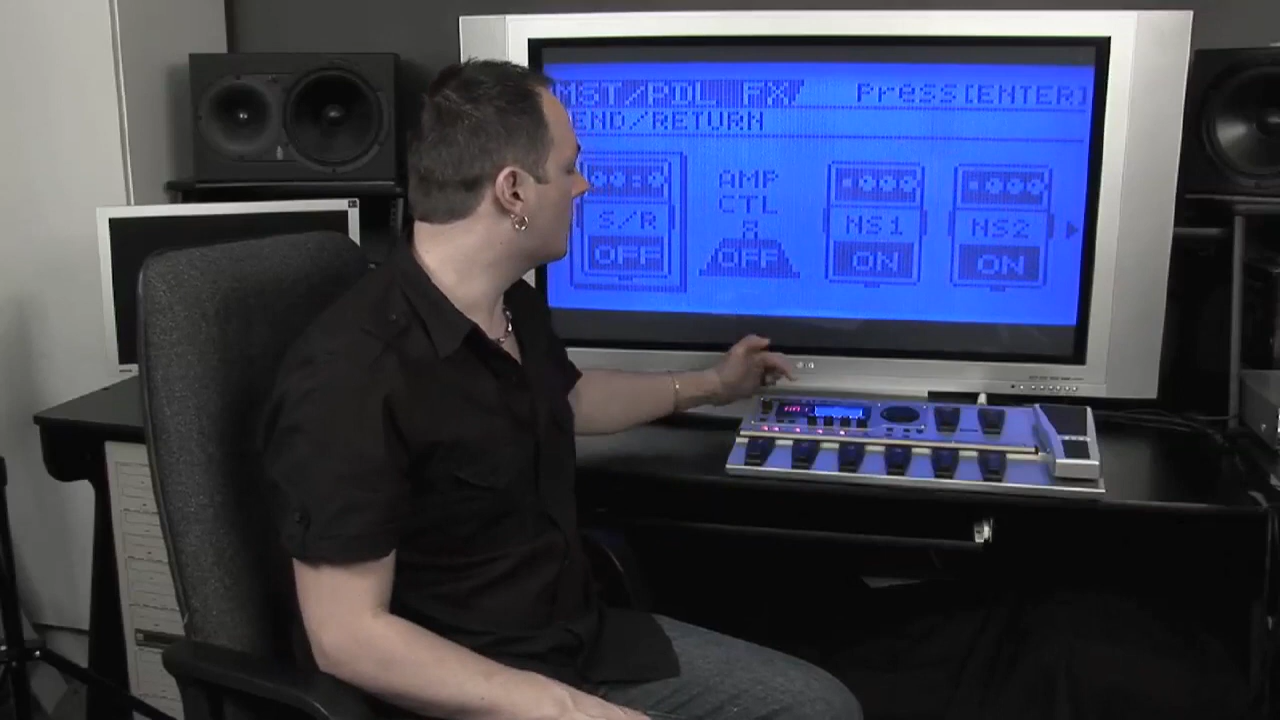 MST/PDL FX Press[ENTER]
END/RETURN
S/R
OFF
AMP
CTL
OFF
NS1
ON
NS2
ON